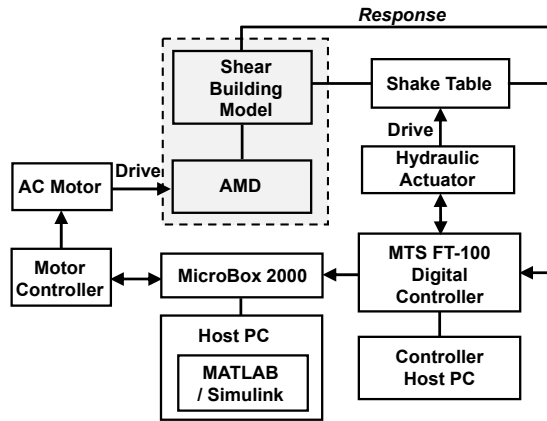 Response
Shear
Building
Model
Shake Table
Drive
Hydraulic
Actuator
Drive
AC Motor
AMD
Motor
Controller
MicroBox 2000
MTS FT-100
Digital
Controller
Host PC
MATLAB
/ Simulink
Controller
Host PC